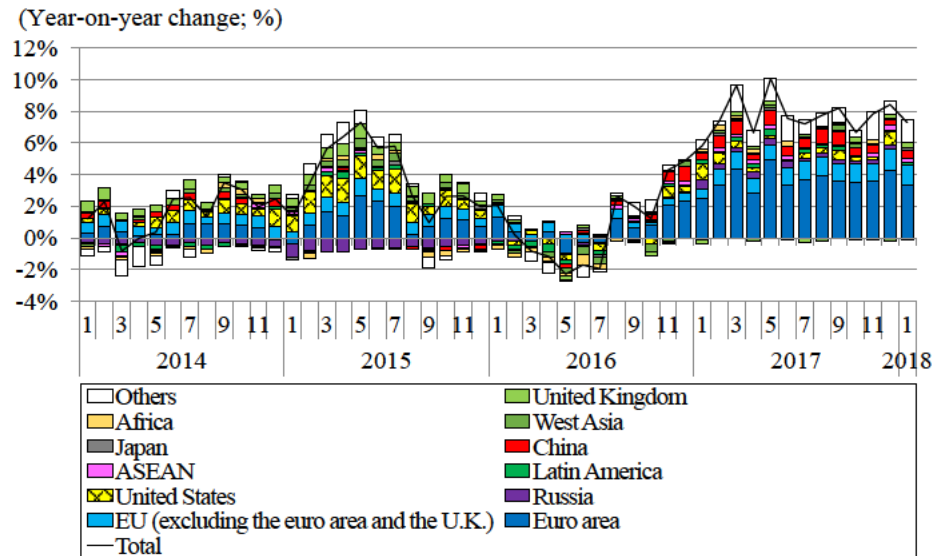 (Year-on-year change; %)
12%
10%
8%
6%
4%
2%
0%
-2%
-4%
1 3 5 7 9 11 1 3 5 7 9 11 1 3 5 7 9 11 1 3 5 7 9 11 1
2014 2015 2016 2017 2018
Others United Kingdom
Africa West Asia
Japan China
ASEAN Latin America
United States Russia
EU (excluding the euro area and the U.K.) Euro area
Total